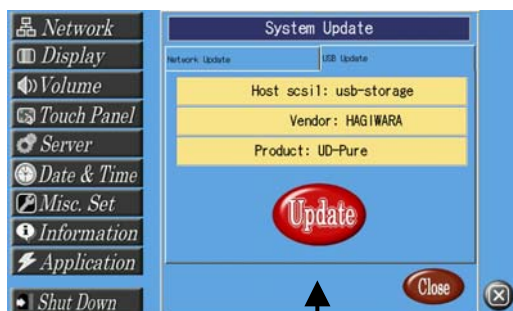 Network
Display
Volume
Touch Panel
Server
Date & Time
Misc. Set
Information
Application
Shut Down
System Update
Network Update
USB Update
Host scsi1: usb-storage
Vendor: HAGIWARA
Product: UD-Pure
Update
Close